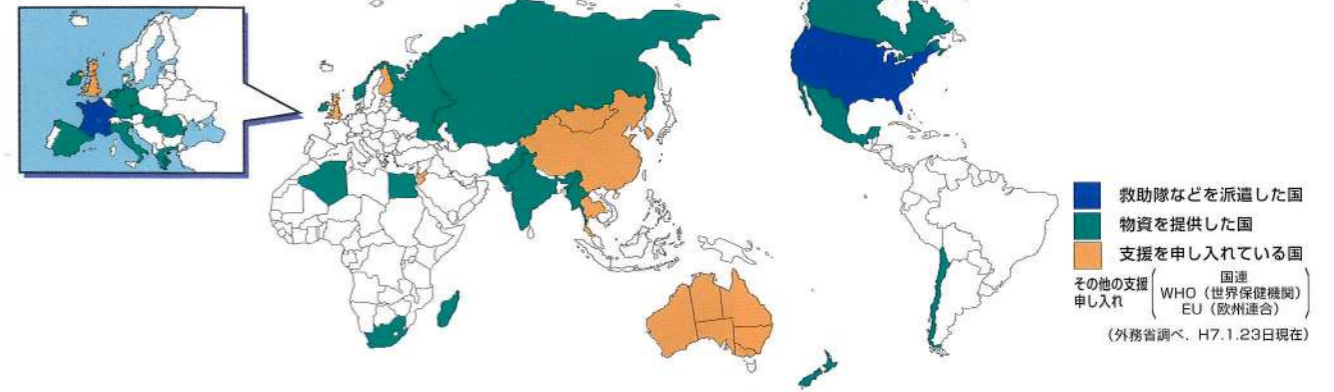 救助隊などを派遣した国
物資を提供した国
支援を申し入れている国
その他の支援
申し入れ
国連
WHO（世界保健機関）
EU（欧州連合）
（外務省調べ．H7.1.23日現在）